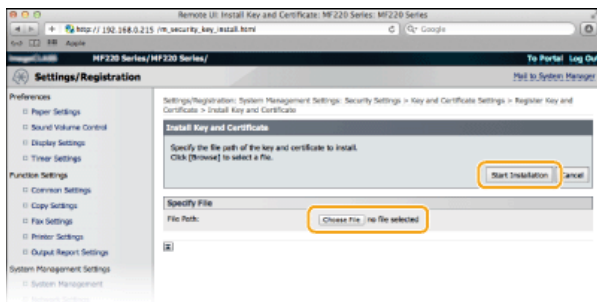 Remote UI: Install Key and Certificate: MF220 Series: MF220 Series
http://192.168.0.215/m_security_key_install.html
Google
Apple
imageCLASS MF220 Series/MF220 Series/
To Portal Log Out
Settings/Registration
Mail to System Manager
Preferences
Paper Settings
Sound Volume Control
Display Settings
Timer Settings
Function Settings
Common Settings
Copy Settings
Fax Settings
Printer Settings
Output Report Settings
System Management Settings
System Management
Network Settings
Settings/Registration: System Management Settings: Security Settings > Key and Certificate Settings > Register Key and
Certificate > Install Key and Certificate
Install Key and Certificate
Specify the file path of the key and certificate to install.
Click [Browse] to select a file.
Start Installation
Cancel
Specify File
File Path:
Choose File no file selected